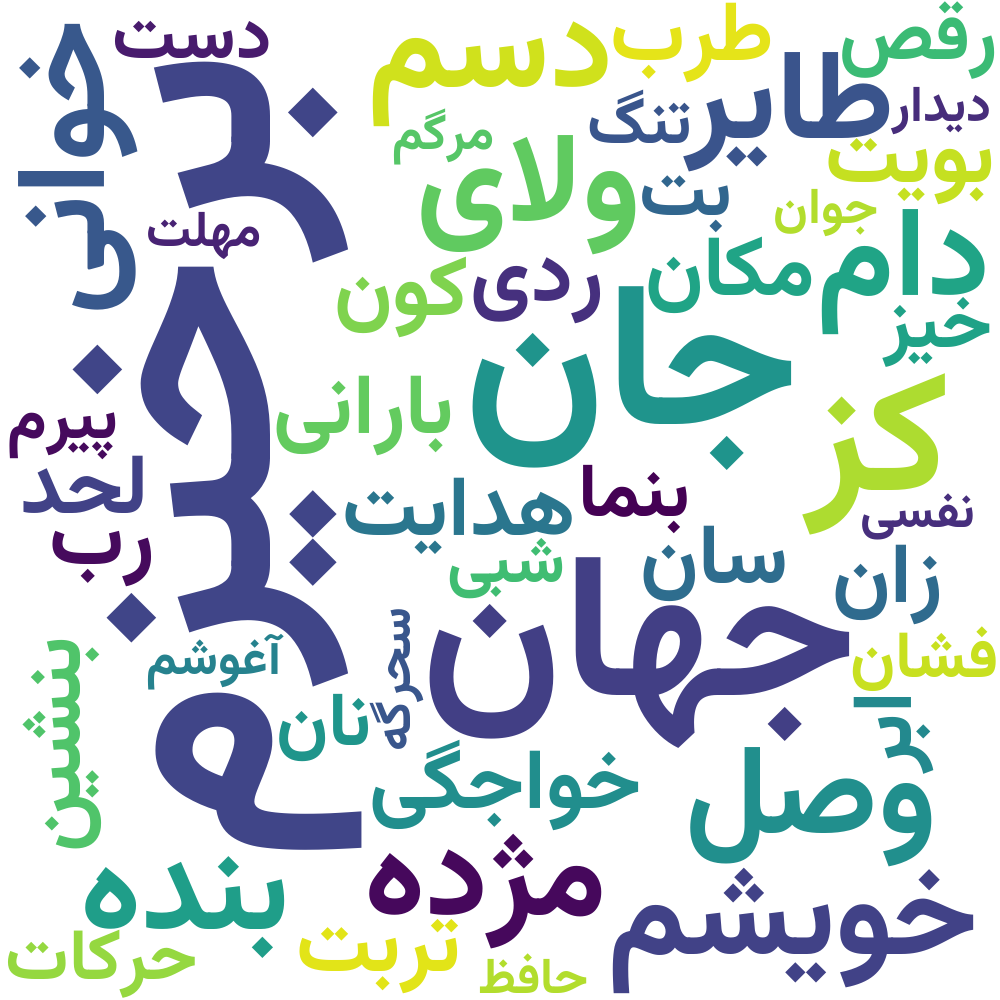 دست
خوانی
برخیزم
دسم
طرب
رقص
طایر
دیدار
تنگ
مرگم
بویت
ولای
بت
جوان
مهلت
دام
مکان
ردی
کون
خیز
جان
بارانی
کز
پیرم
لحد
هدایت
بنما
نفسی
رب
شبی
سان
زان
جهان
سحرگه
آغوشم
فشان
بنشین
نان
ابر
خواجگی
وصل
بنده
مژده
خویشم
حرکات
تربت
حافظ